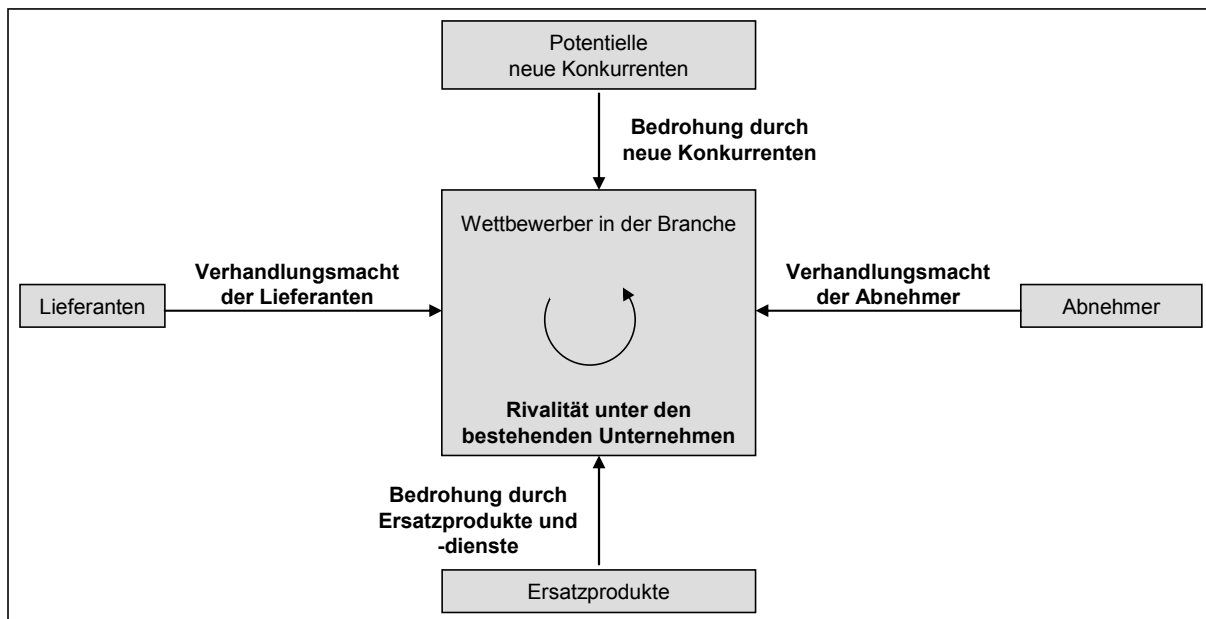 Potentielle
neue Konkurrenten
Bedrohung durch
neue Konkurrenten
Wettbewerber in der Branche
Verhandlungsmacht
der Lieferanten
Lieferanten
Verhandlungsmacht
der Abnehmer
Abnehmer
Rivalität unter den
bestehenden Unternehmen
Bedrohung durch
Ersatzprodukte und
-dienste
Ersatzprodukte